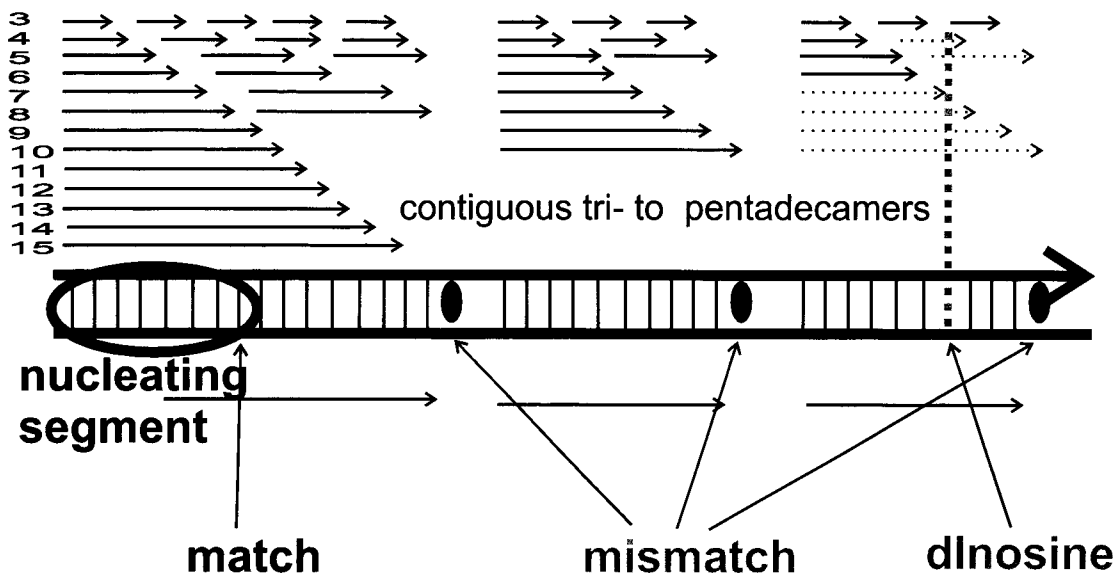 3
4
5
6
7
8
9
10
11
12
13
14
15
contiguous tri- to pentadecamers
nucleating
segment
match
mismatch
dInosine